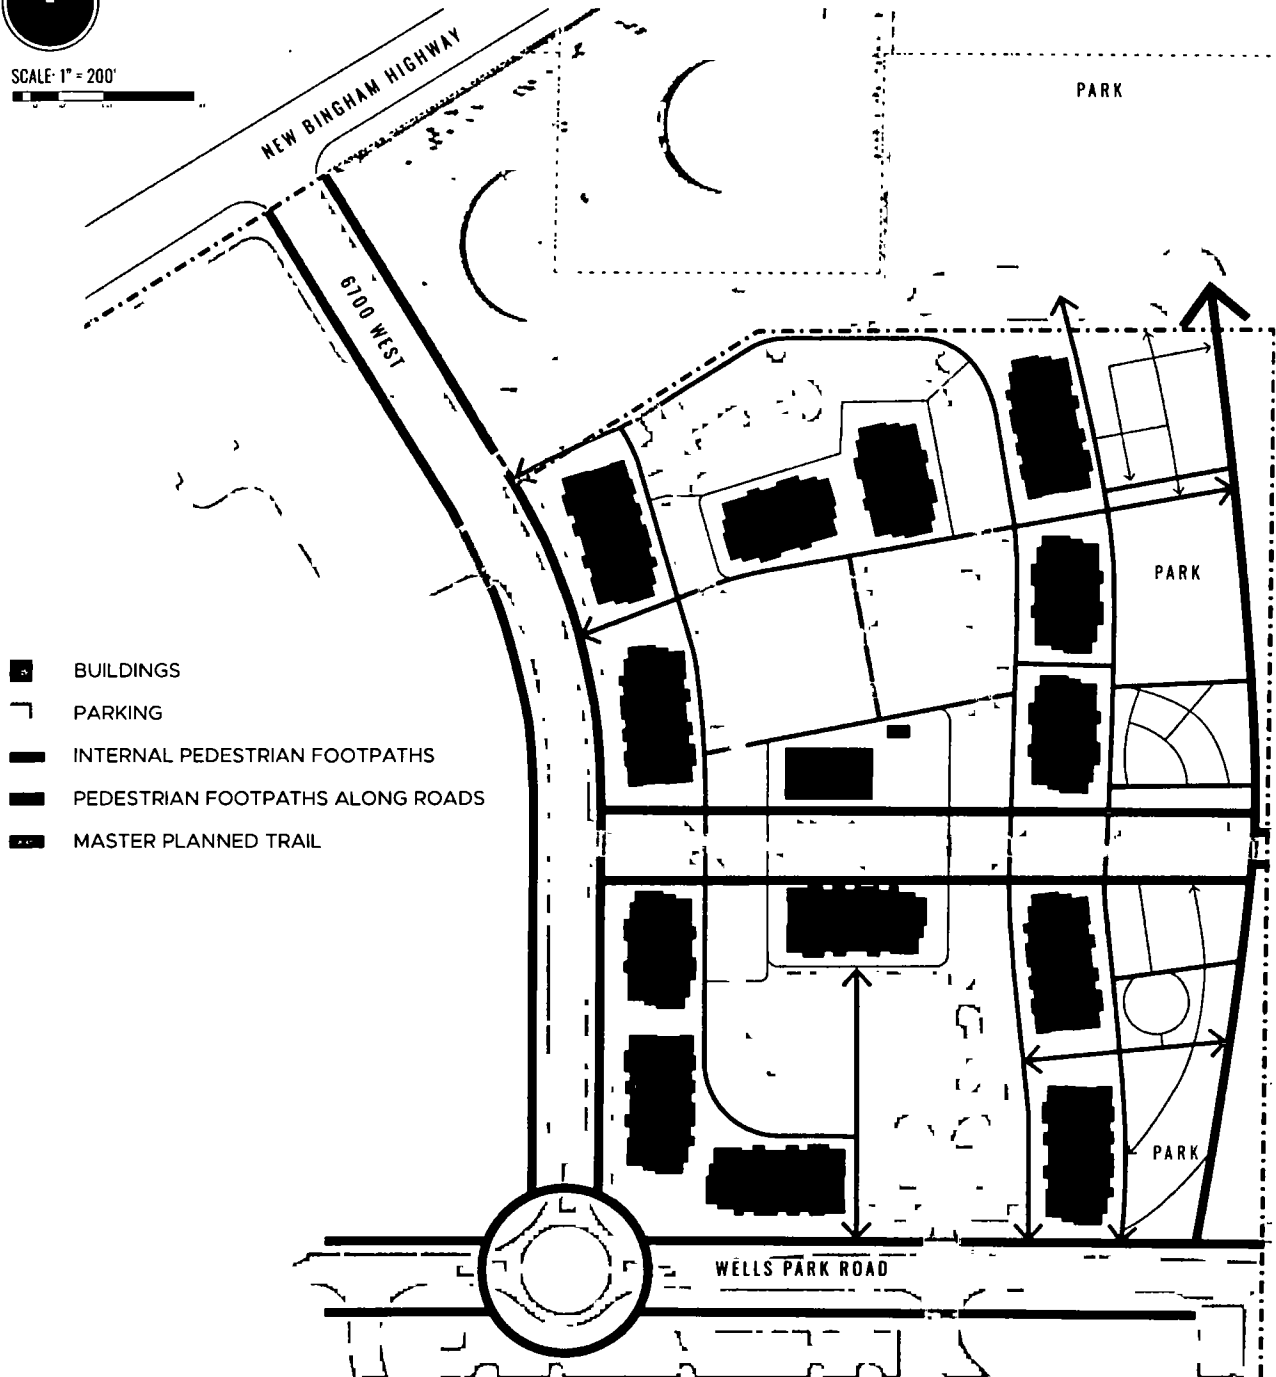 SCALE: 1" = 200'
NEW BINGHAM HIGHWAY
PARK
6700 WEST
PARK
BUILDINGS
PARKING
INTERNAL PEDESTRIAN FOOTPATHS
PEDESTRIAN FOOTPATHS ALONG ROADS
MASTER PLANNED TRAIL
PARK
WELLS PARK ROAD